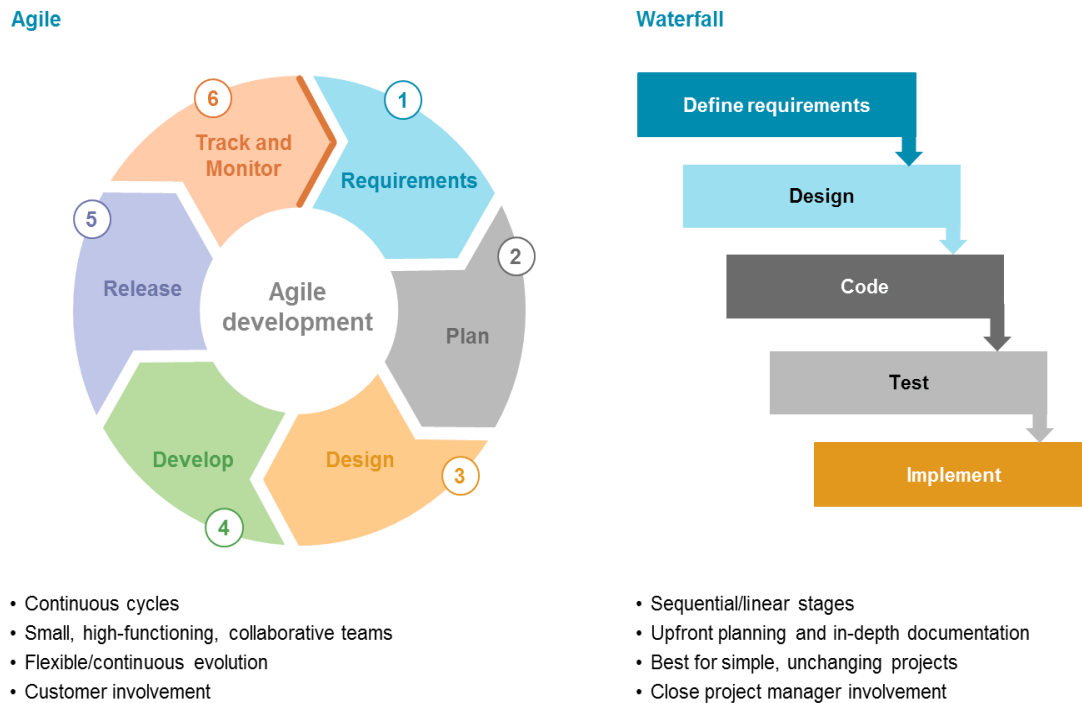 Agile
6
1
Track and
Monitor
Requirements
5
2
Release
Agile
development
Plan
Develop
Design
3
4
• Continuous cycles
• Small, high-functioning, collaborative teams
• Flexible/continuous evolution
• Customer involvement
Waterfall
Define requirements
Design
Code
Test
Implement
• Sequential/linear stages
• Upfront planning and in-depth documentation
• Best for simple, unchanging projects
• Close project manager involvement